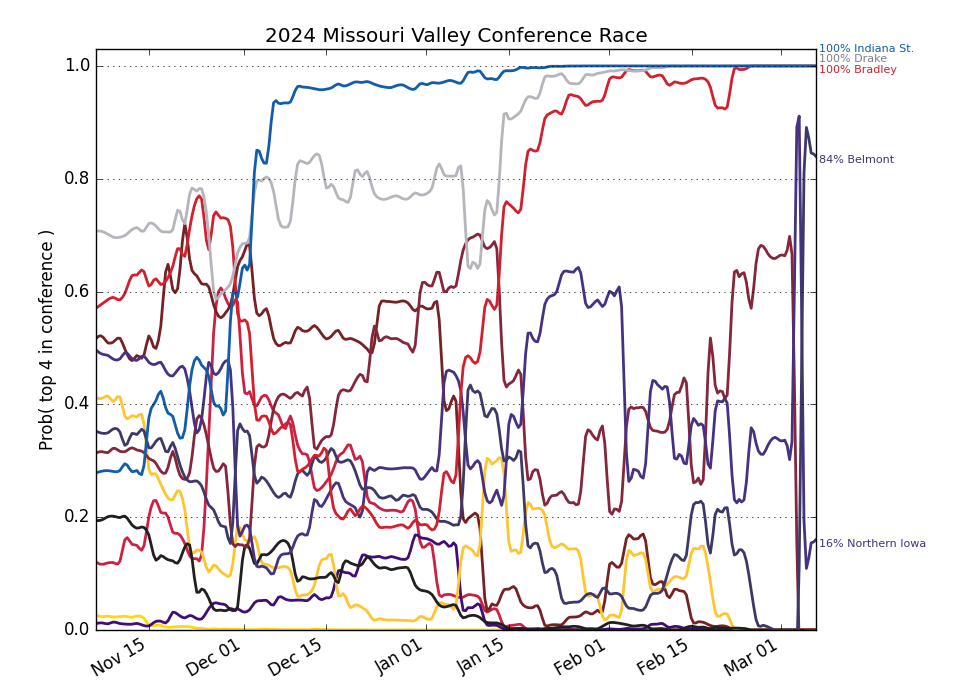 2024 Missouri Valley Conference Race
Prob( top 4 in conference )
1.0
0.8
0.6
0.4
0.2
0.0
Nov 15
Dec 01
Dec 15
Jan 01
Jan 15
Feb 01
Feb 15
Mar 01
100% Indiana St.
100% Drake
100% Bradley
84% Belmont
16% Northern Iowa